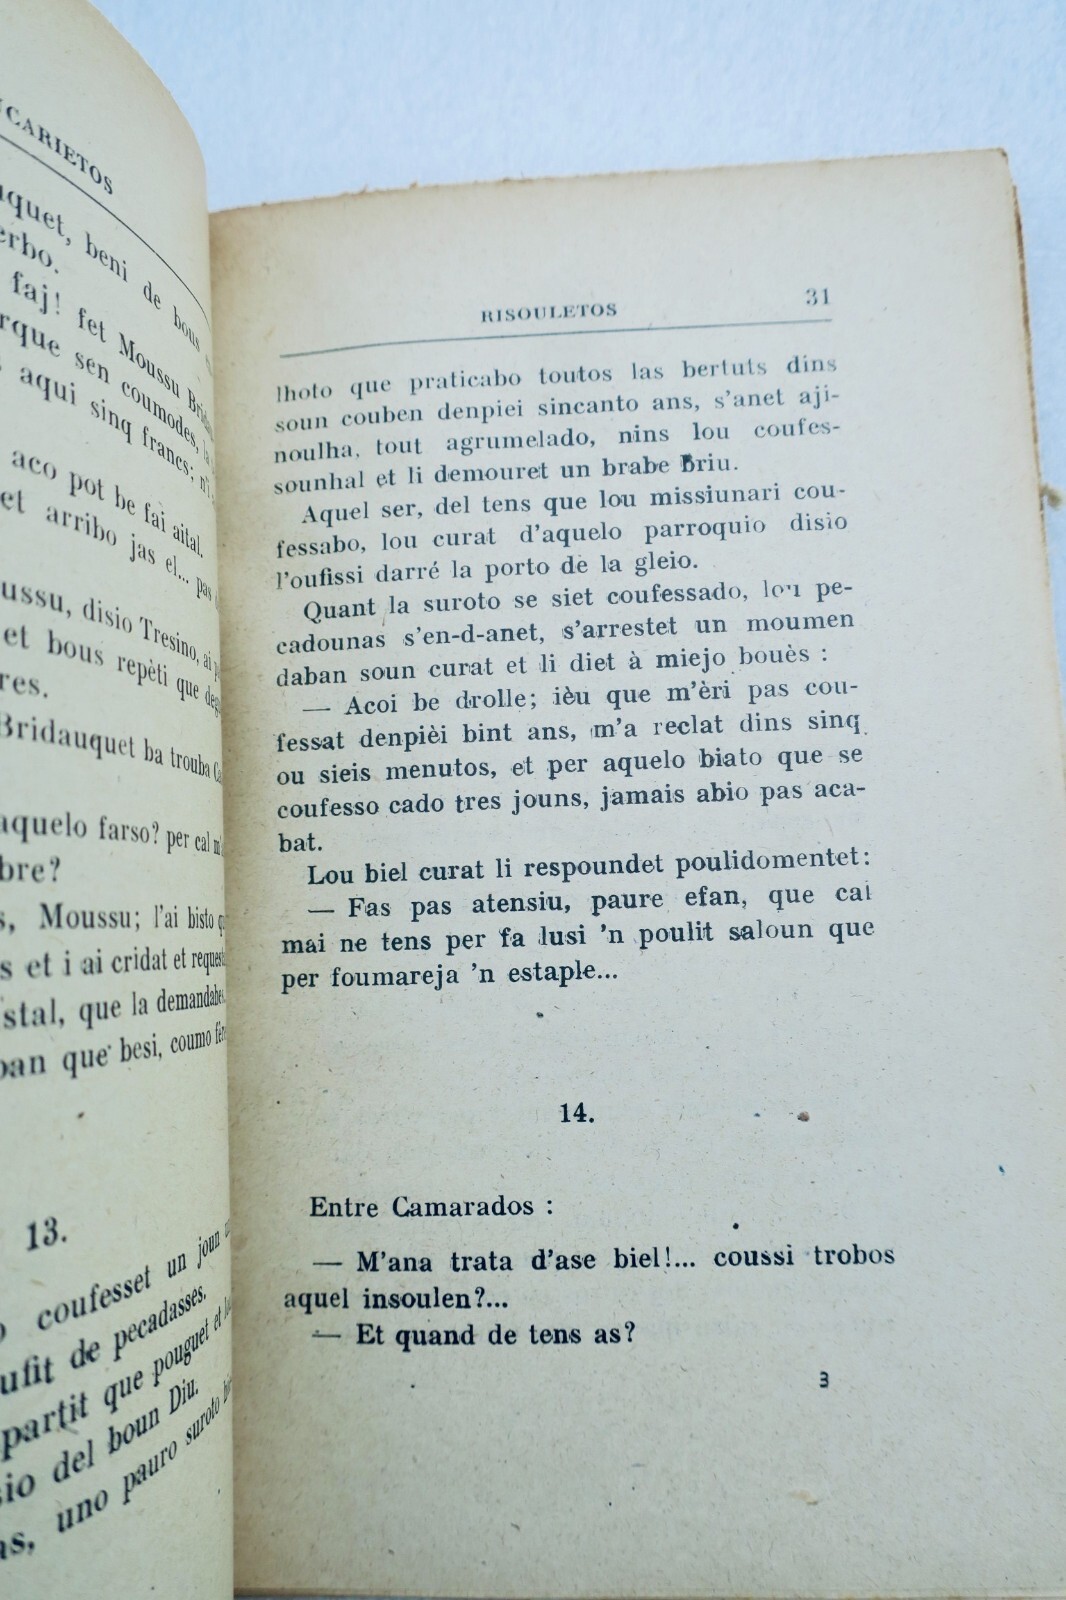 CARIETOS
beni de bous
faj! fet Moussu
sen coumodes,
aqui sinq francs;
aco pot be fai aital.
et arribo jas el... pas
disio Tresino, ai
et bous repèti que
Bridauquet ba trouba
aquelo farso? per cal
Moussu; l'ai bisto
et i ai cridat et
que la demandabes
que besi, coumo
13.
coufesset un joun
de pecadasses.
partit que pouguet et
del boun Diu.
uno pauro suroto
RISOULETOS 31
lhoto que praticabo toutos las bertuts dins
soun couben denpiei sincanto ans, s'anet aji-
noulha, tout agrumelado, nins lou coufes-
sounhal et li demouret un brabe Briu.
Aquel ser, del tens que lou missiunari cou-
fessabo, lou curat d'aquelo parroquio disio
l'oufissi darré la porto de la gleio.
Quant la suroto se siet coufessado, lou pe-
cadounas s'en-d-anet, s'arrestet un moumen
daban soun curat et li diet à miejo bouès :
— Acoi be drolle; ièu que m'èri pas cou-
fessat denpièi bint ans, m'a reclat dins sinq
ou sieis menutos, et per aquelo biato que se
coufesso cado tres jouns, jamais abio pas aca-
bat.
Lou biel curat li respoundet poulidomentet :
— Fas pas atensiu, paure efan, que cal
mai ne tens per fa lusi 'n poulit saloun que
per foumareja 'n estaple...
14.
Entre Camarados :
— M'ana trata d'ase biel!... coussi trobos
aquel insoulen?...
— Et quand de tens as?
3